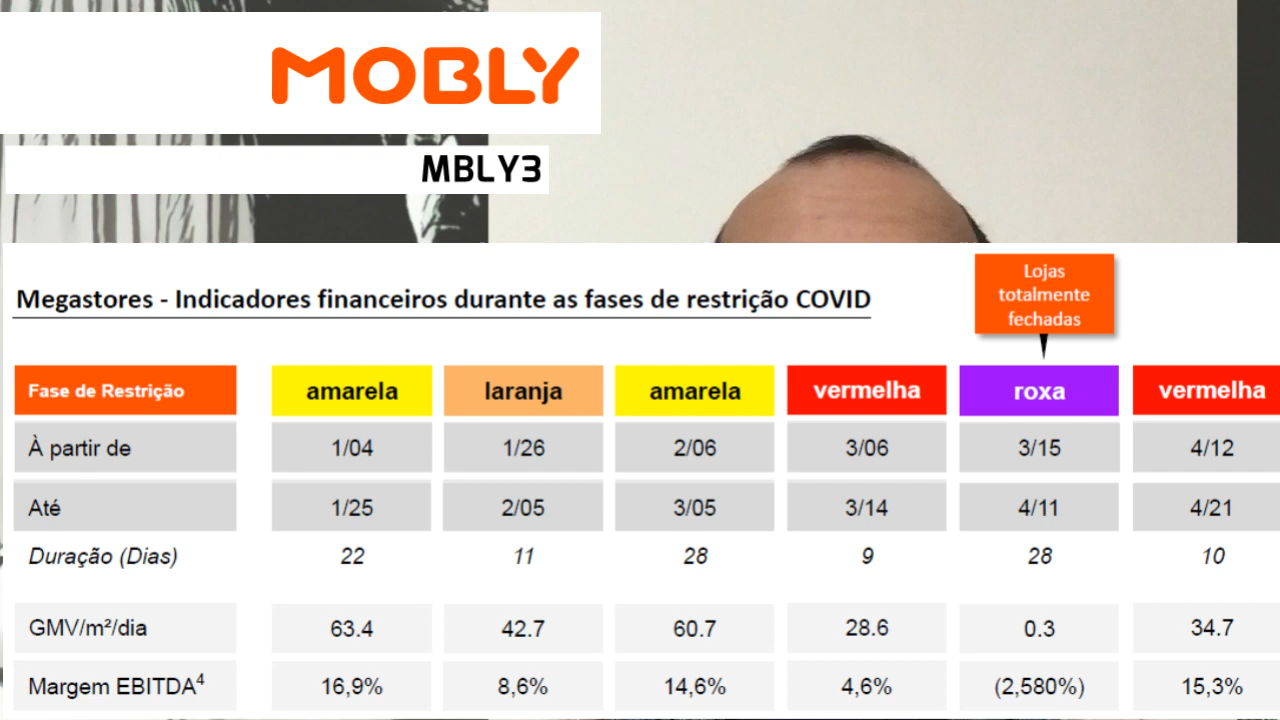 MOBLY
MBLY3
Lojas
totalmente
fechadas
Megastores - Indicadores financeiros durante as fases de restrição COVID
Fase de Restrição amarela laranja amarela vermelha roxa vermelha
À partir de 1/04 1/26 2/06 3/06 3/15 4/12
Até 1/25 2/05 3/05 3/14 4/11 4/21
Duração (Dias) 22 11 28 9 28 10
GMV/m²/dia 63.4 42.7 60.7 28.6 0.3 34.7
Margem EBITDA⁴ 16,9% 8,6% 14,6% 4,6% (2,580%) 15,3%